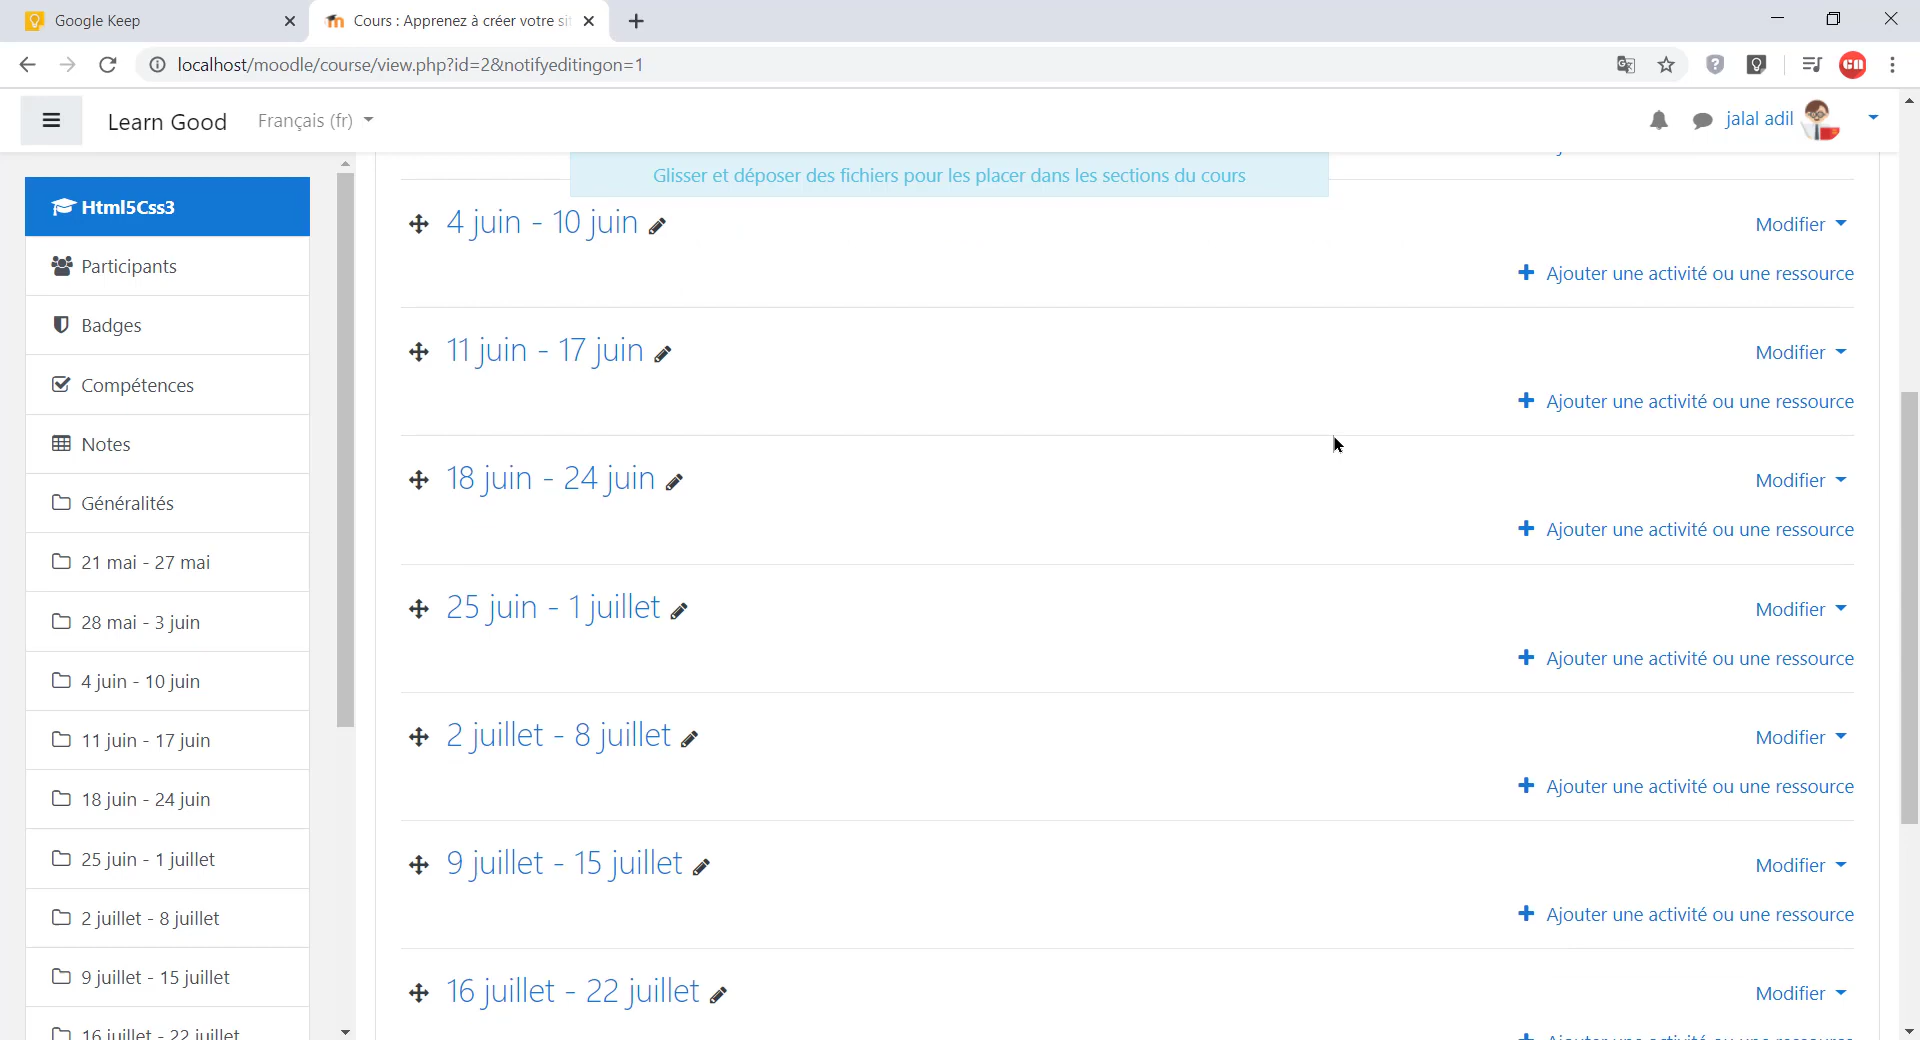 Google Keep
Cours : Apprenez à créer votre si
localhost/moodle/course/view.php?id=2&notifyeditingon=1
Learn Good
Français (fr)
jalal adil
Glisser et déposer des fichiers pour les placer dans les sections du cours
Html5Css3
Participants
Badges
Compétences
Notes
Généralités
21 mai - 27 mai
28 mai - 3 juin
4 juin - 10 juin
11 juin - 17 juin
18 juin - 24 juin
25 juin - 1 juillet
2 juillet - 8 juillet
9 juillet - 15 juillet
16 juillet - 22 juillet
4 juin - 10 juin
Modifier
Ajouter une activité ou une ressource
11 juin - 17 juin
Modifier
Ajouter une activité ou une ressource
18 juin - 24 juin
Modifier
Ajouter une activité ou une ressource
25 juin - 1 juillet
Modifier
Ajouter une activité ou une ressource
2 juillet - 8 juillet
Modifier
Ajouter une activité ou une ressource
9 juillet - 15 juillet
Modifier
Ajouter une activité ou une ressource
16 juillet - 22 juillet
Modifier